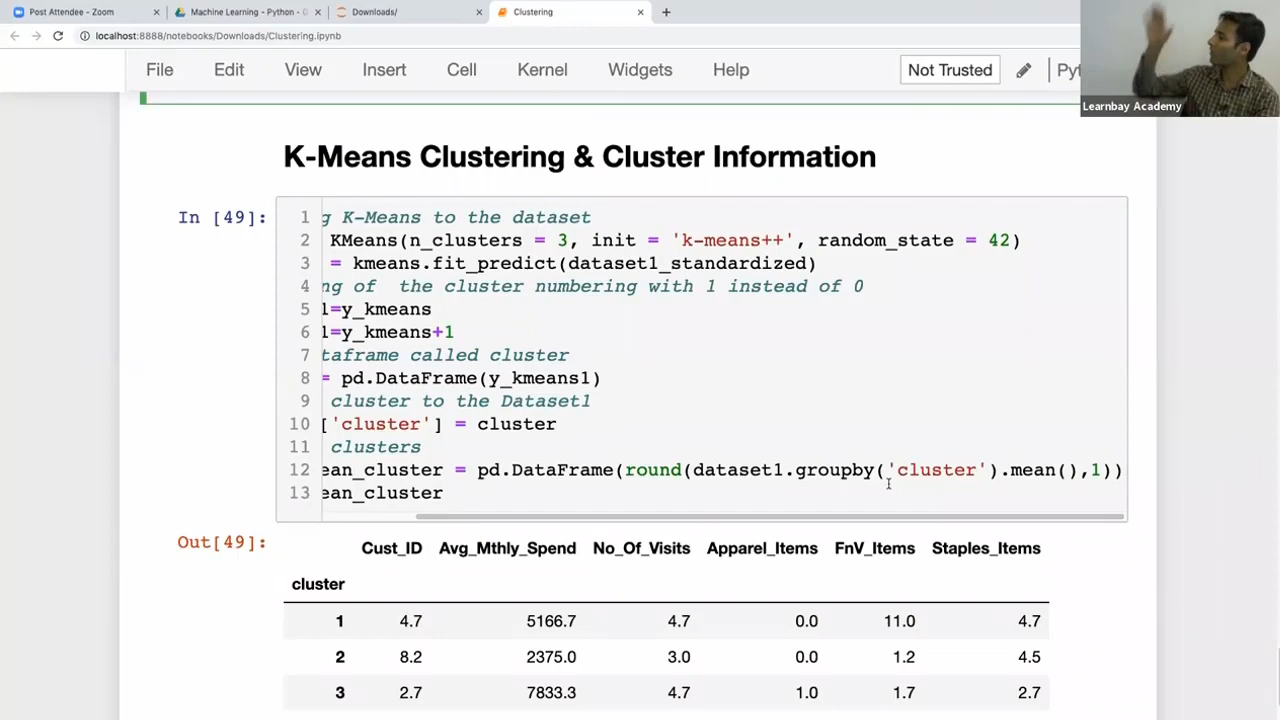 Post Attendee - Zoom
Machine Learning - Python - G
Downloads/
Clustering
localhost:8888/notebooks/Downloads/Clustering.ipynb
File Edit View Insert Cell Kernel Widgets Help
Not Trusted
Pyt
Learnbay Academy
K-Means Clustering & Cluster Information
In [49]:
1 g K-Means to the dataset
2 KMeans(n_clusters = 3, init = 'k-means++', random_state = 42)
3 = kmeans.fit_predict(dataset1_standardized)
4 ng of the cluster numbering with 1 instead of 0
5 1=y_kmeans
6 1=y_kmeans+1
7 taframe called cluster
8 = pd.DataFrame(y_kmeans1)
9 cluster to the Dataset1
10 ['cluster'] = cluster
11 clusters
12 ean_cluster = pd.DataFrame(round(dataset1.groupby('cluster').mean(),1))
13 ean_cluster
Out[49]:
Cust_ID Avg_Mthly_Spend No_Of_Visits Apparel_Items FnV_Items Staples_Items
cluster
1 4.7 5166.7 4.7 0.0 11.0 4.7
2 8.2 2375.0 3.0 0.0 1.2 4.5
3 2.7 7833.3 4.7 1.0 1.7 2.7